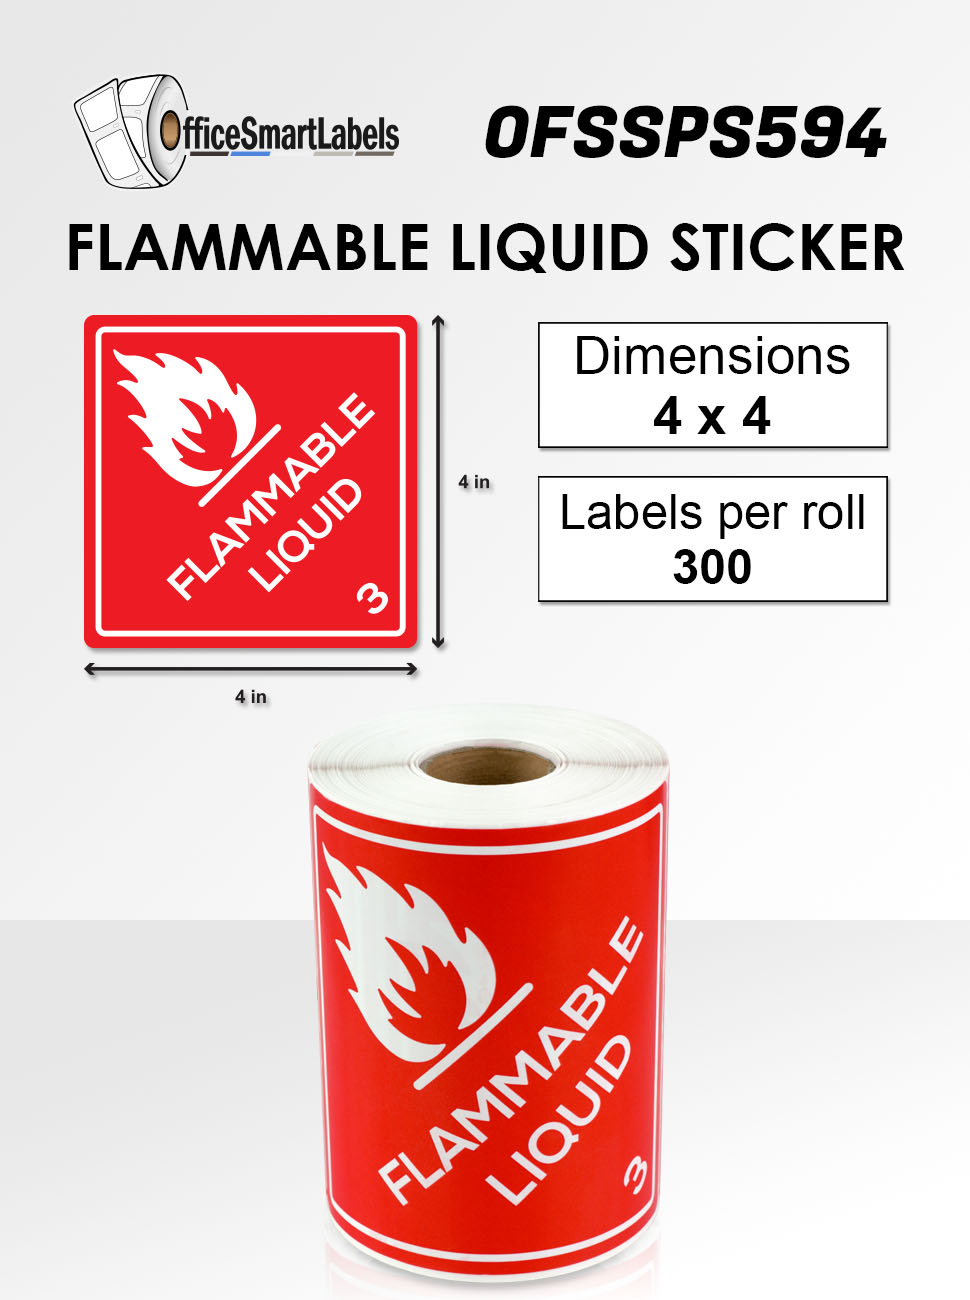 OfficeSmartLabels
OFSSPS594
FLAMMABLE LIQUID STICKER
FLAMMABLE
LIQUID
3
4 in
4 in
Dimensions
4 x 4
Labels per roll
300
FLAMMABLE
LIQUID
3